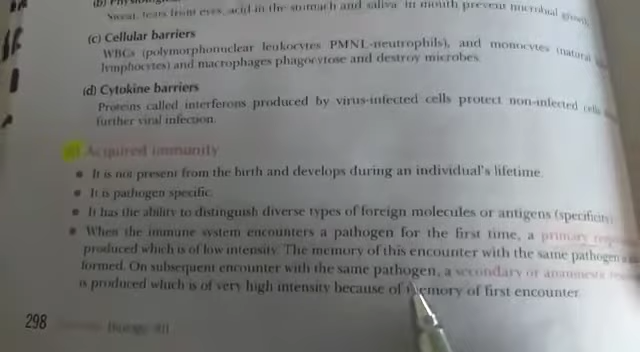 (b) Physiological
Sweat, tears from eyes, acid in the stomach and saliva in mouth prevent microbial growth
(c) Cellular barriers
WBCs (polymorphonuclear leukocytes PMNL-neutrophils), and monocytes (natural
lymphocytes) and macrophages phagocytose and destroy microbes.
(d) Cytokine barriers
Proteins called interferons produced by virus-infected cells protect non-infected cells
further viral infection.
Acquired immunity
• It is not present from the birth and develops during an individual's lifetime.
• It is pathogen specific.
• It has the ability to distinguish diverse types of foreign molecules or antigens (specificity)
• When the immune system encounters a pathogen for the first time, a primary
produced which is of low intensity. The memory of this encounter with the same pathogen is
formed. On subsequent encounter with the same pathogen, a secondary or anamnestic
is produced which is of very high intensity because of memory of first encounter.
298 Biology-XII